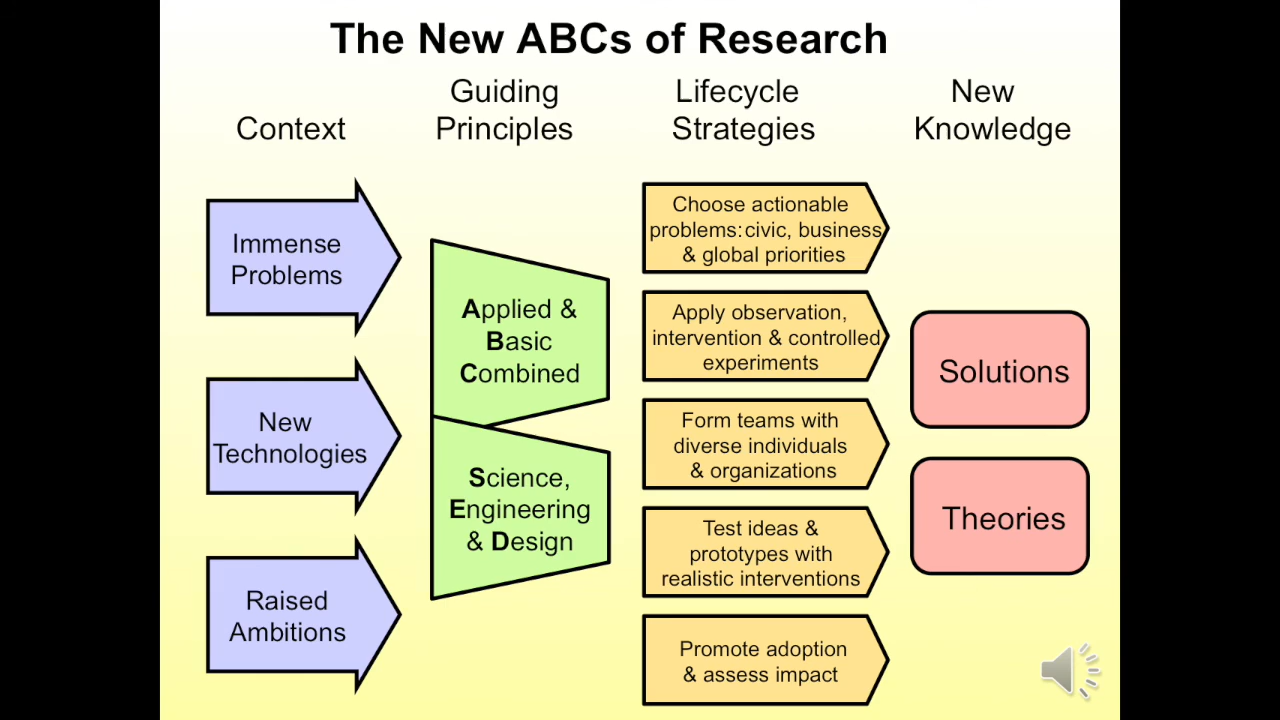 The New ABCs of Research
Context
Guiding
Principles
Lifecycle
Strategies
New
Knowledge
Immense
Problems
New
Technologies
Raised
Ambitions
Applied &
Basic
Combined
Science,
Engineering
& Design
Choose actionable
problems: civic, business
& global priorities
Apply observation,
intervention & controlled
experiments
Form teams with
diverse individuals
& organizations
Test ideas &
prototypes with
realistic interventions
Promote adoption
& assess impact
Solutions
Theories